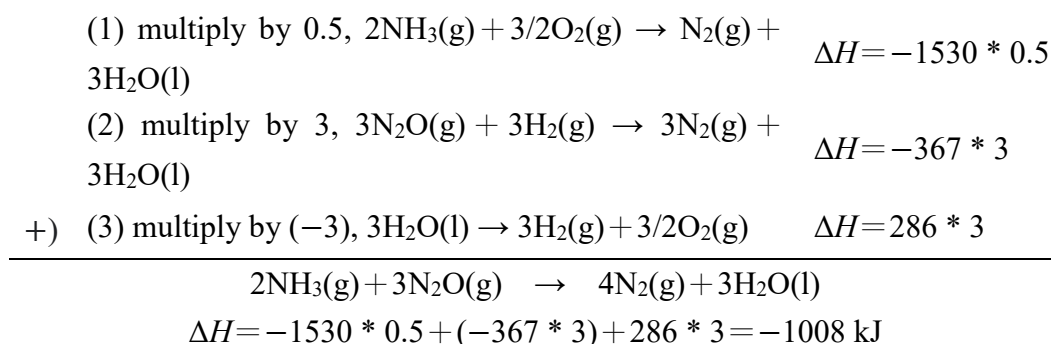 (1) multiply by 0.5, 2NH₃(g)+3/2O₂(g) → N₂(g)+
3H₂O(l)
ΔH=−1530 * 0.5
(2) multiply by 3, 3N₂O(g)+3H₂(g) → 3N₂(g)+
3H₂O(l)
ΔH=−367 * 3
+) (3) multiply by (−3), 3H₂O(l) → 3H₂(g)+3/2O₂(g) ΔH=286 * 3
2NH₃(g)+3N₂O(g) → 4N₂(g)+3H₂O(l)
ΔH=−1530 * 0.5+(−367 * 3)+286 * 3=−1008 kJ